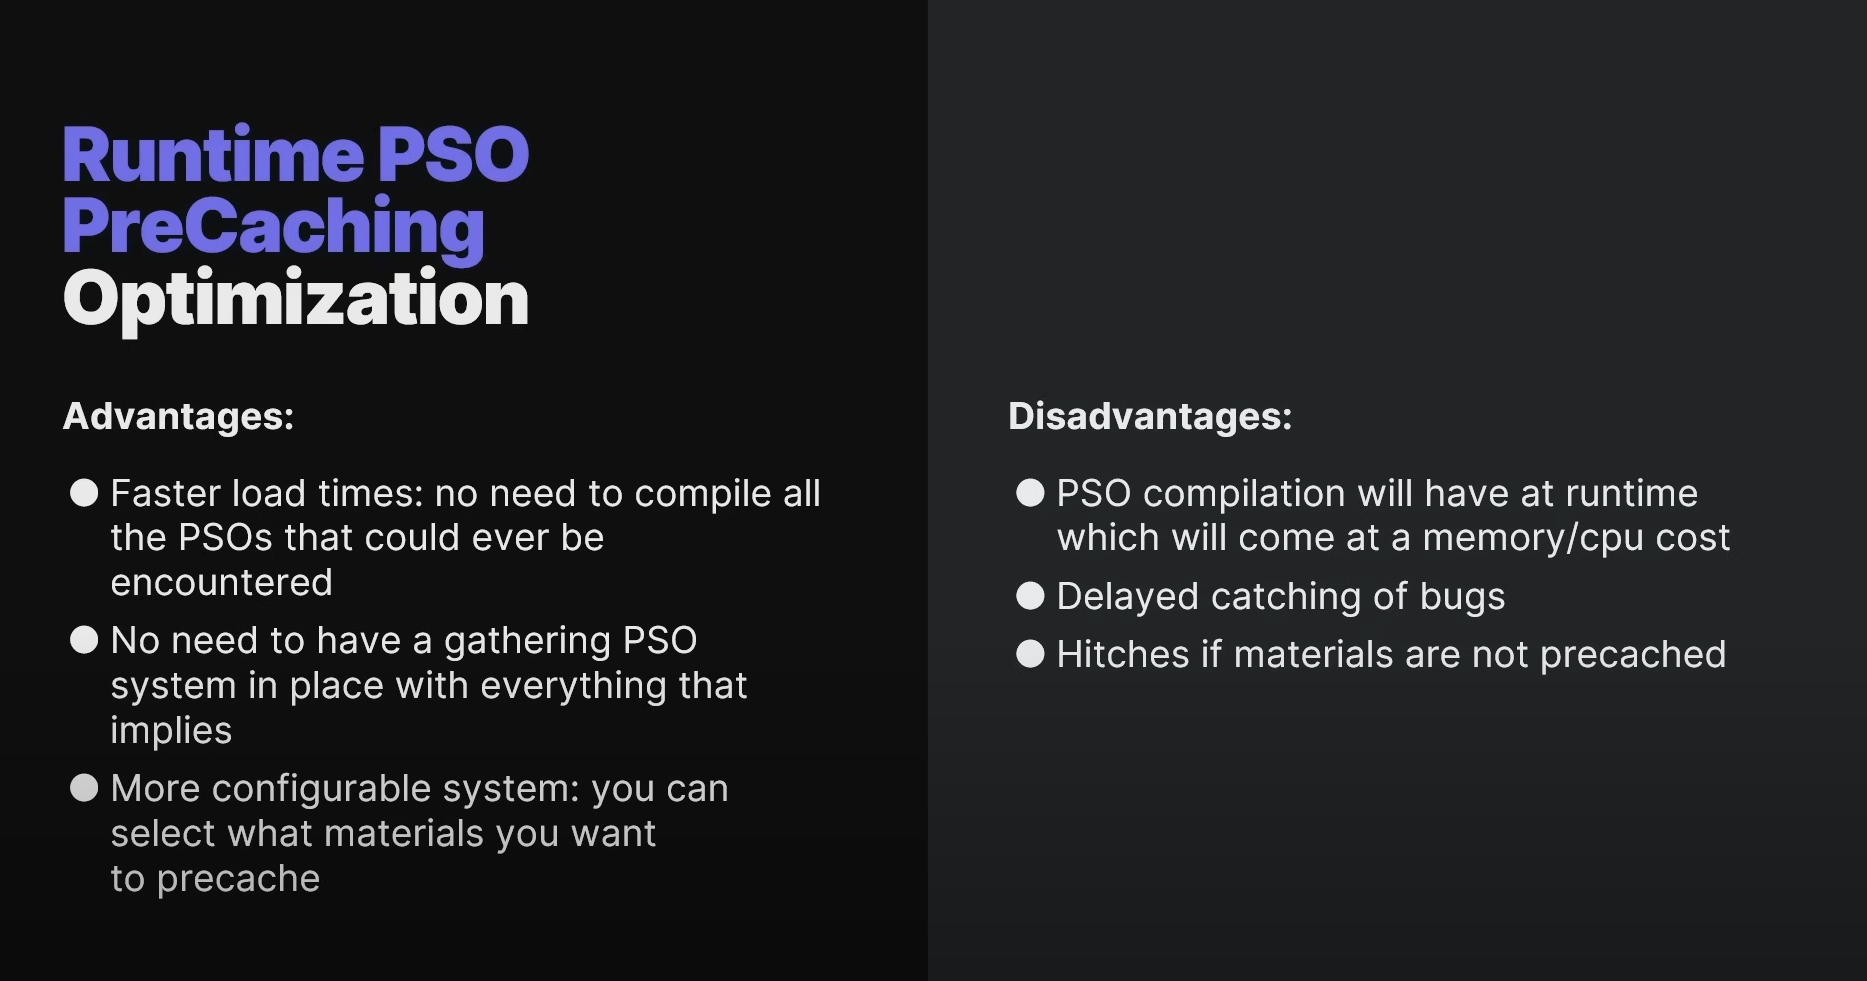 Runtime PSO
PreCaching
Optimization
Advantages:
● Faster load times: no need to compile all
the PSOs that could ever be
encountered
● No need to have a gathering PSO
system in place with everything that
implies
● More configurable system: you can
select what materials you want
to precache
Disadvantages:
● PSO compilation will have at runtime
which will come at a memory/cpu cost
● Delayed catching of bugs
● Hitches if materials are not precached